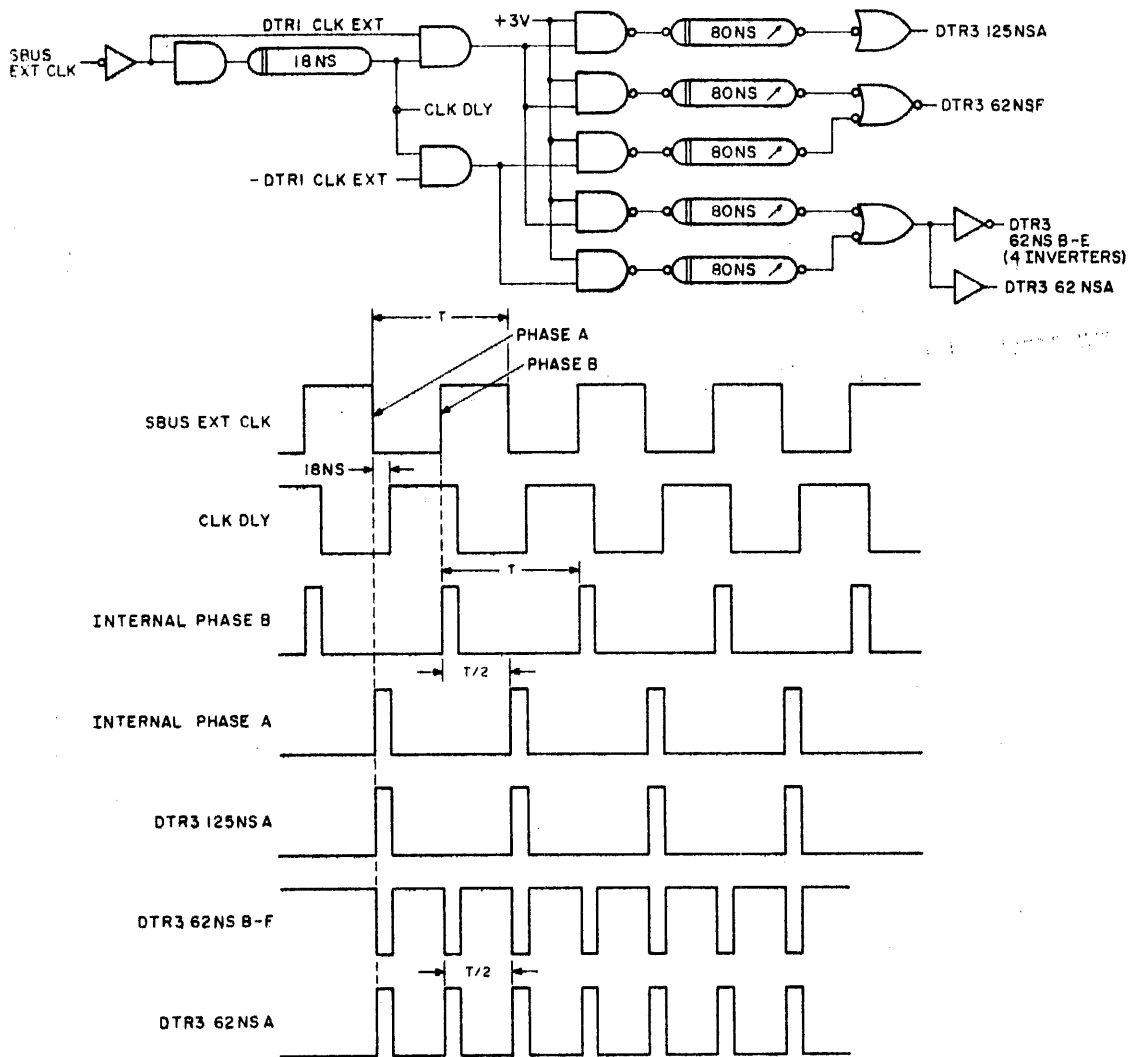 SBUS
EXT CLK
DTR1 CLK EXT
18NS
CLK DLY
-DTR1 CLK EXT
+3V
80NS
DTR3 125NSA
80NS
DTR3 62NSF
80NS
80NS
DTR3
62NS B-E
(4 INVERTERS)
80NS
DTR3 62 NSA
T
PHASE A
PHASE B
SBUS EXT CLK
18NS
CLK DLY
T
INTERNAL PHASE B
T/2
INTERNAL PHASE A
DTR3 125NSA
DTR3 62NS B-F
T/2
DTR3 62NSA